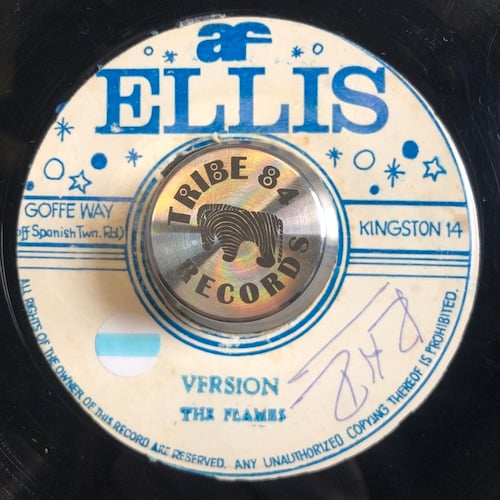 af
ELLIS
TRIBE 84
RECORDS
GOFFE WAY
(off Spanish Twn. Rd.)
KINGSTON 14
VERSION
THE FLAMES
ALL RIGHTS OF THE OWNER OF THIS RECORD ARE RESERVED. ANY UNAUTHORIZED COPYING THEREOF IS PROHIBITED.